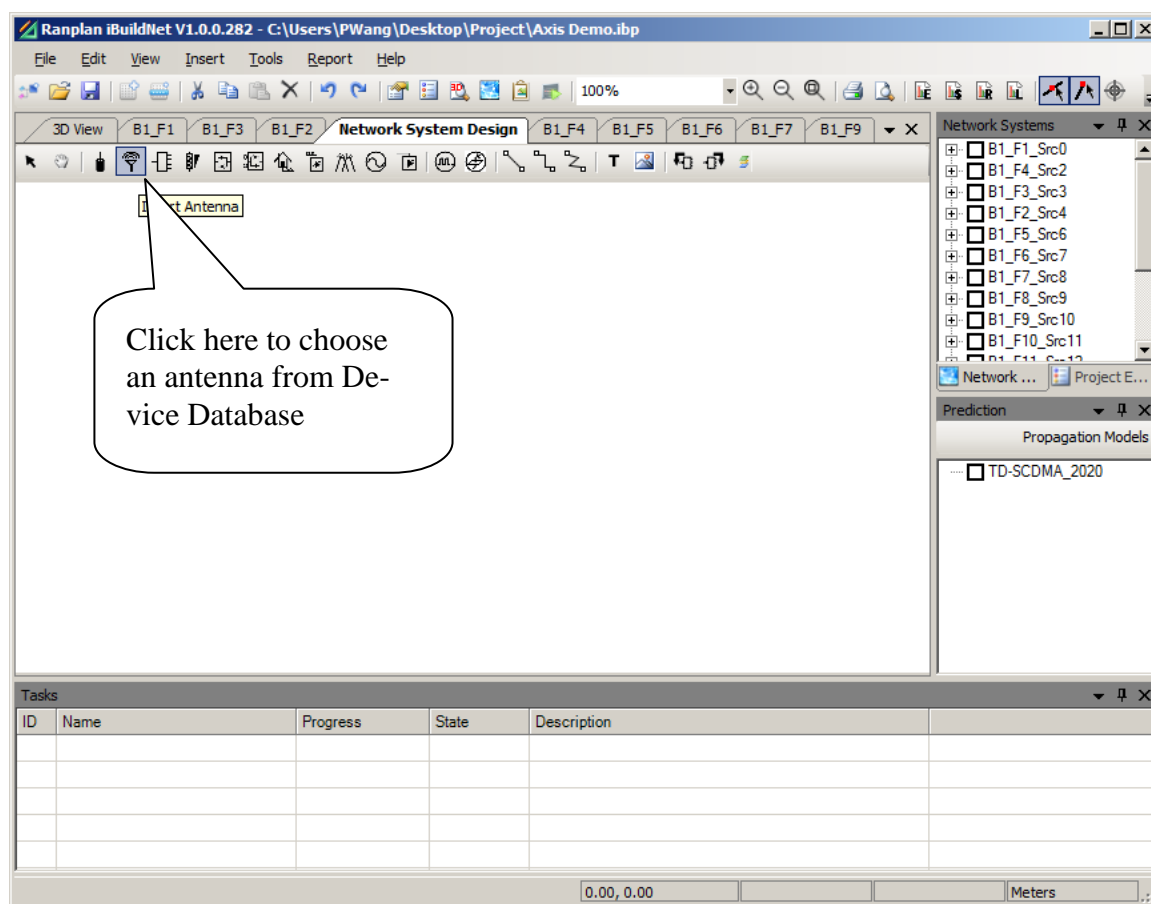 Ranplan iBuildNet V1.0.0.282 - C:\Users\PWang\Desktop\Project\Axis Demo.ibp
File Edit View Insert Tools Report Help
100%
3D View B1_F1 B1_F3 B1_F2 Network System Design B1_F4 B1_F5 B1_F6 B1_F7 B1_F9
T
Antenna
Click here to choose
an antenna from De-
vice Database
Network Systems
B1_F1_Src0
B1_F4_Src2
B1_F3_Src3
B1_F2_Src4
B1_F5_Src6
B1_F6_Src7
B1_F7_Src8
B1_F8_Src9
B1_F9_Src10
B1_F10_Src11
Network ... Project E...
Prediction
Propagation Models
TD-SCDMA_2020
Tasks
ID Name Progress State Description
0.00, 0.00 Meters